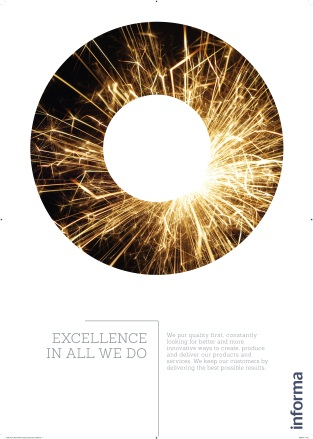 EXCELLENCE
IN ALL WE DO
We put quality first, constantly
looking for better and more
innovative ways to create, produce
and deliver our products and
services. We keep our customers by
delivering the best possible results.
informa